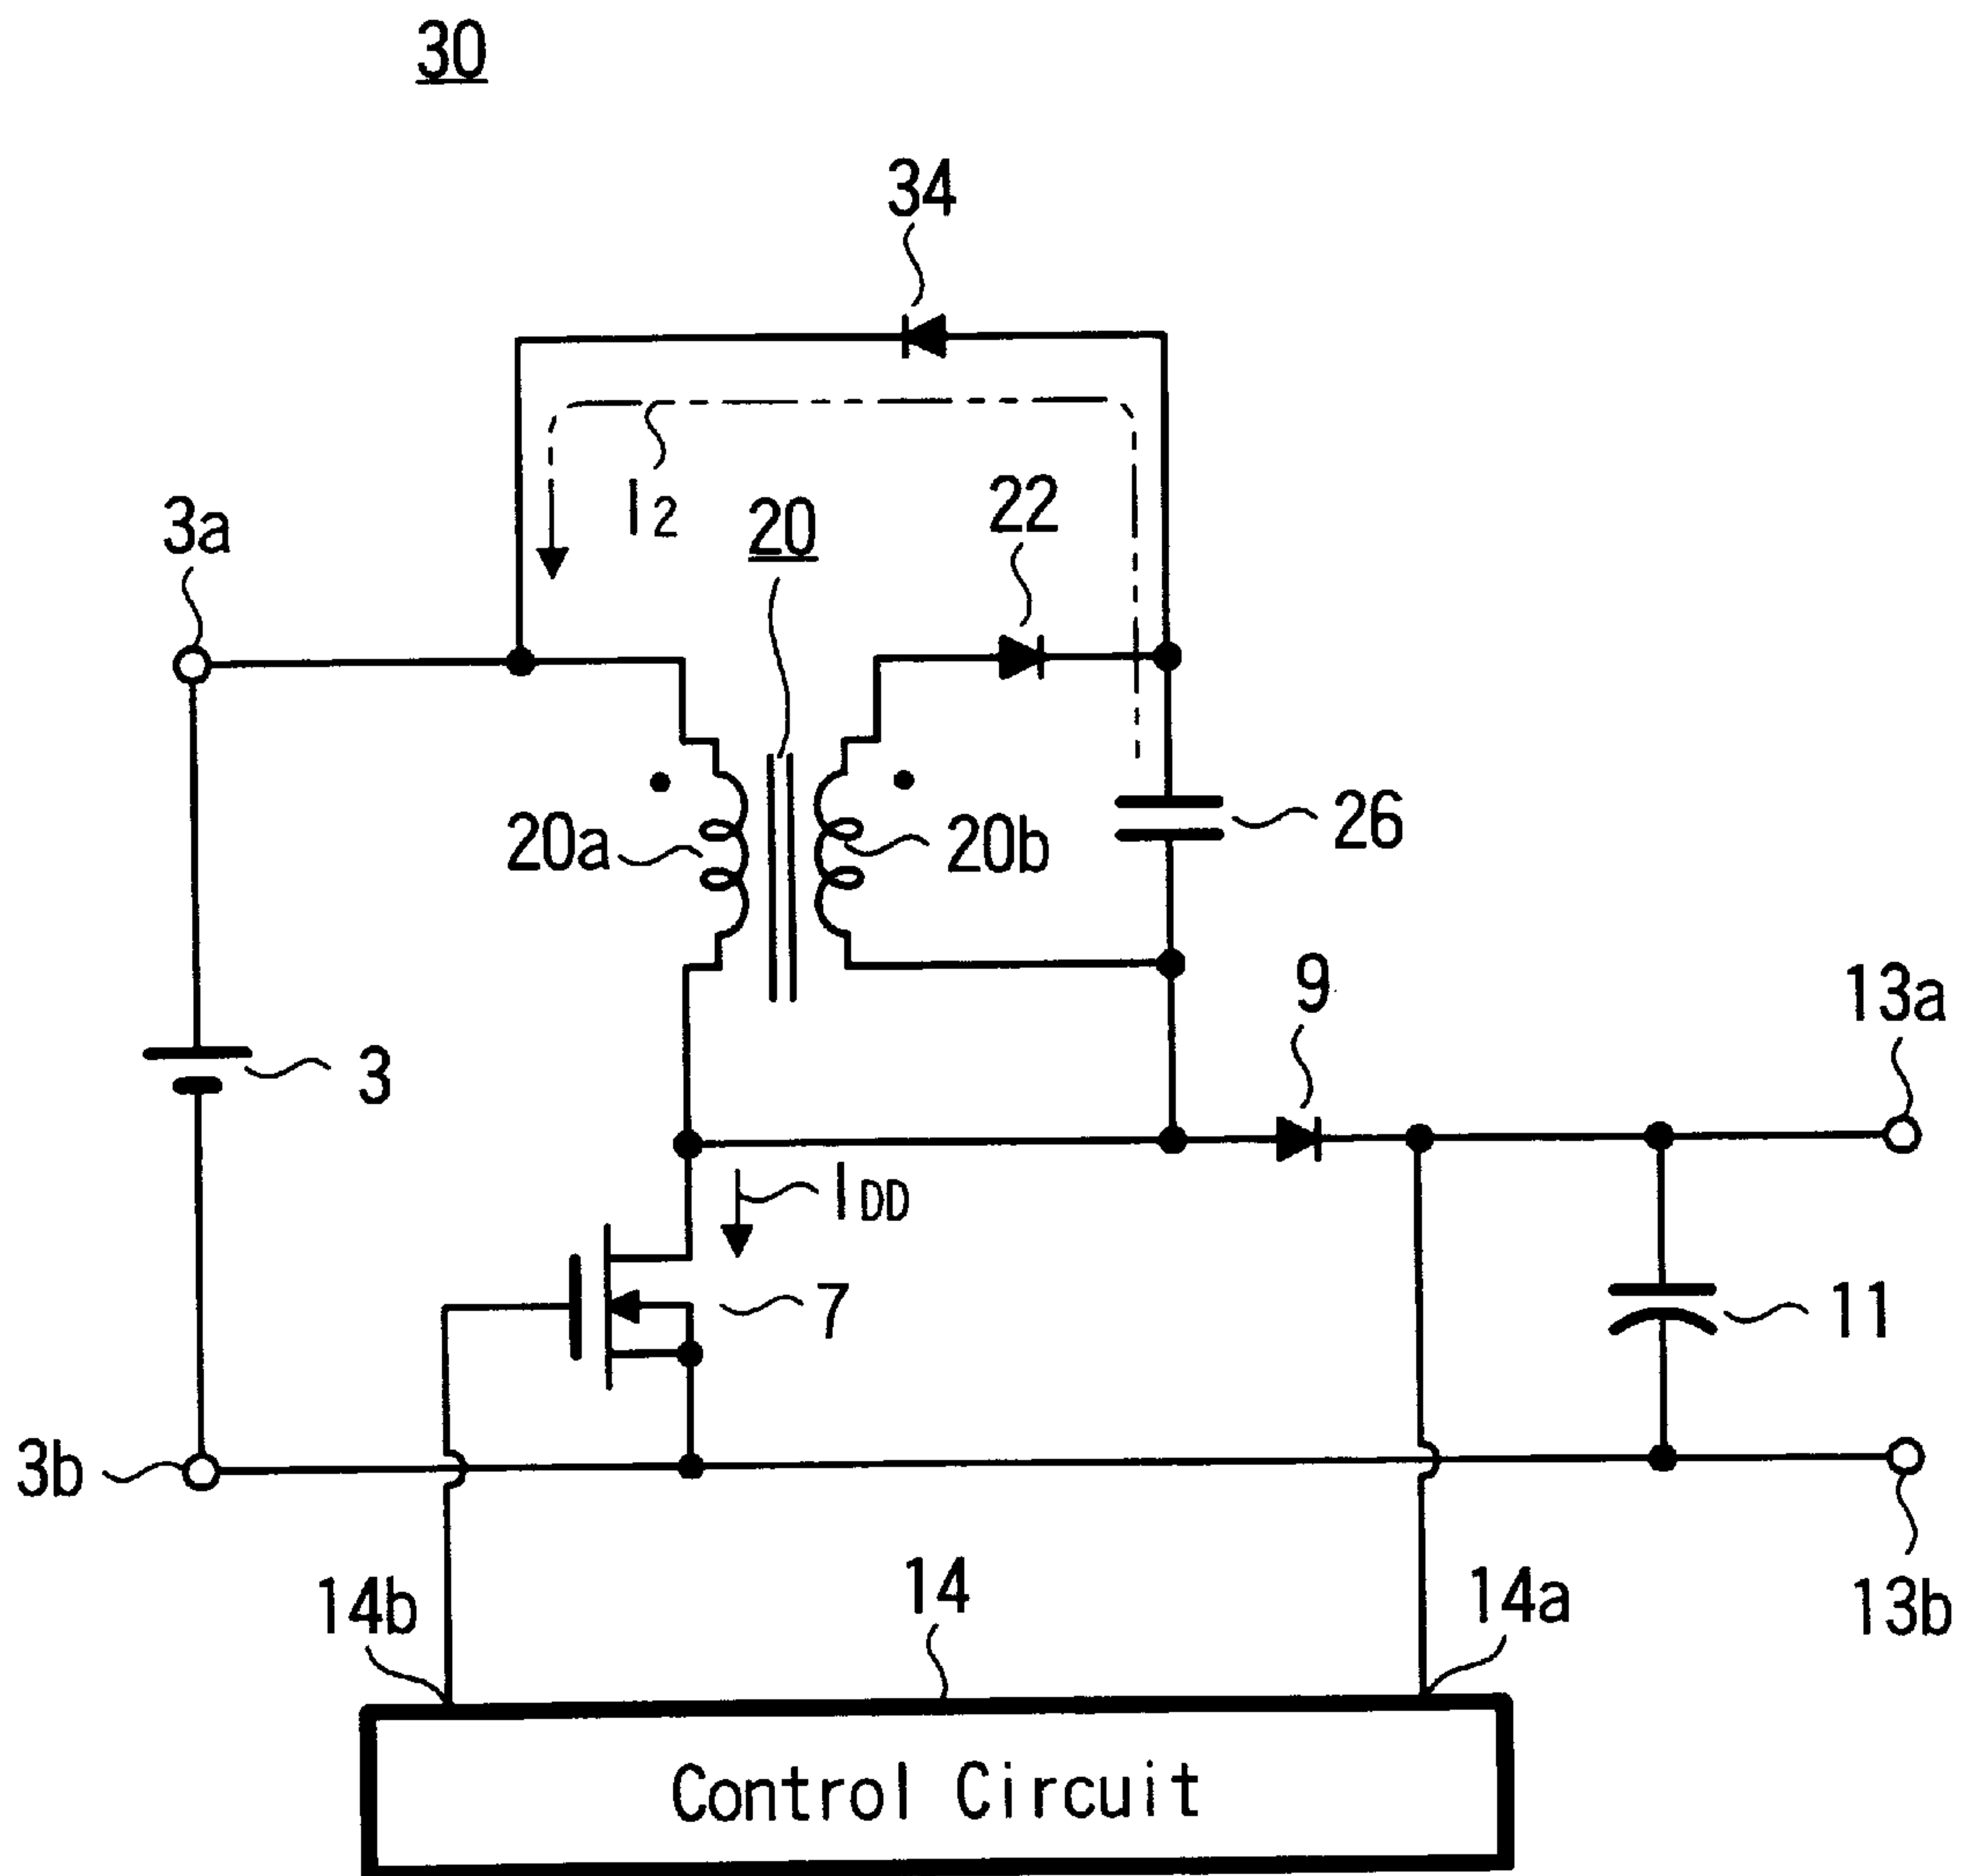 30
34
I2
20
22
3a
20a
20b
26
3
9
13a
IDD
7
11
3b
14b
14
14a
13b
Control Circuit